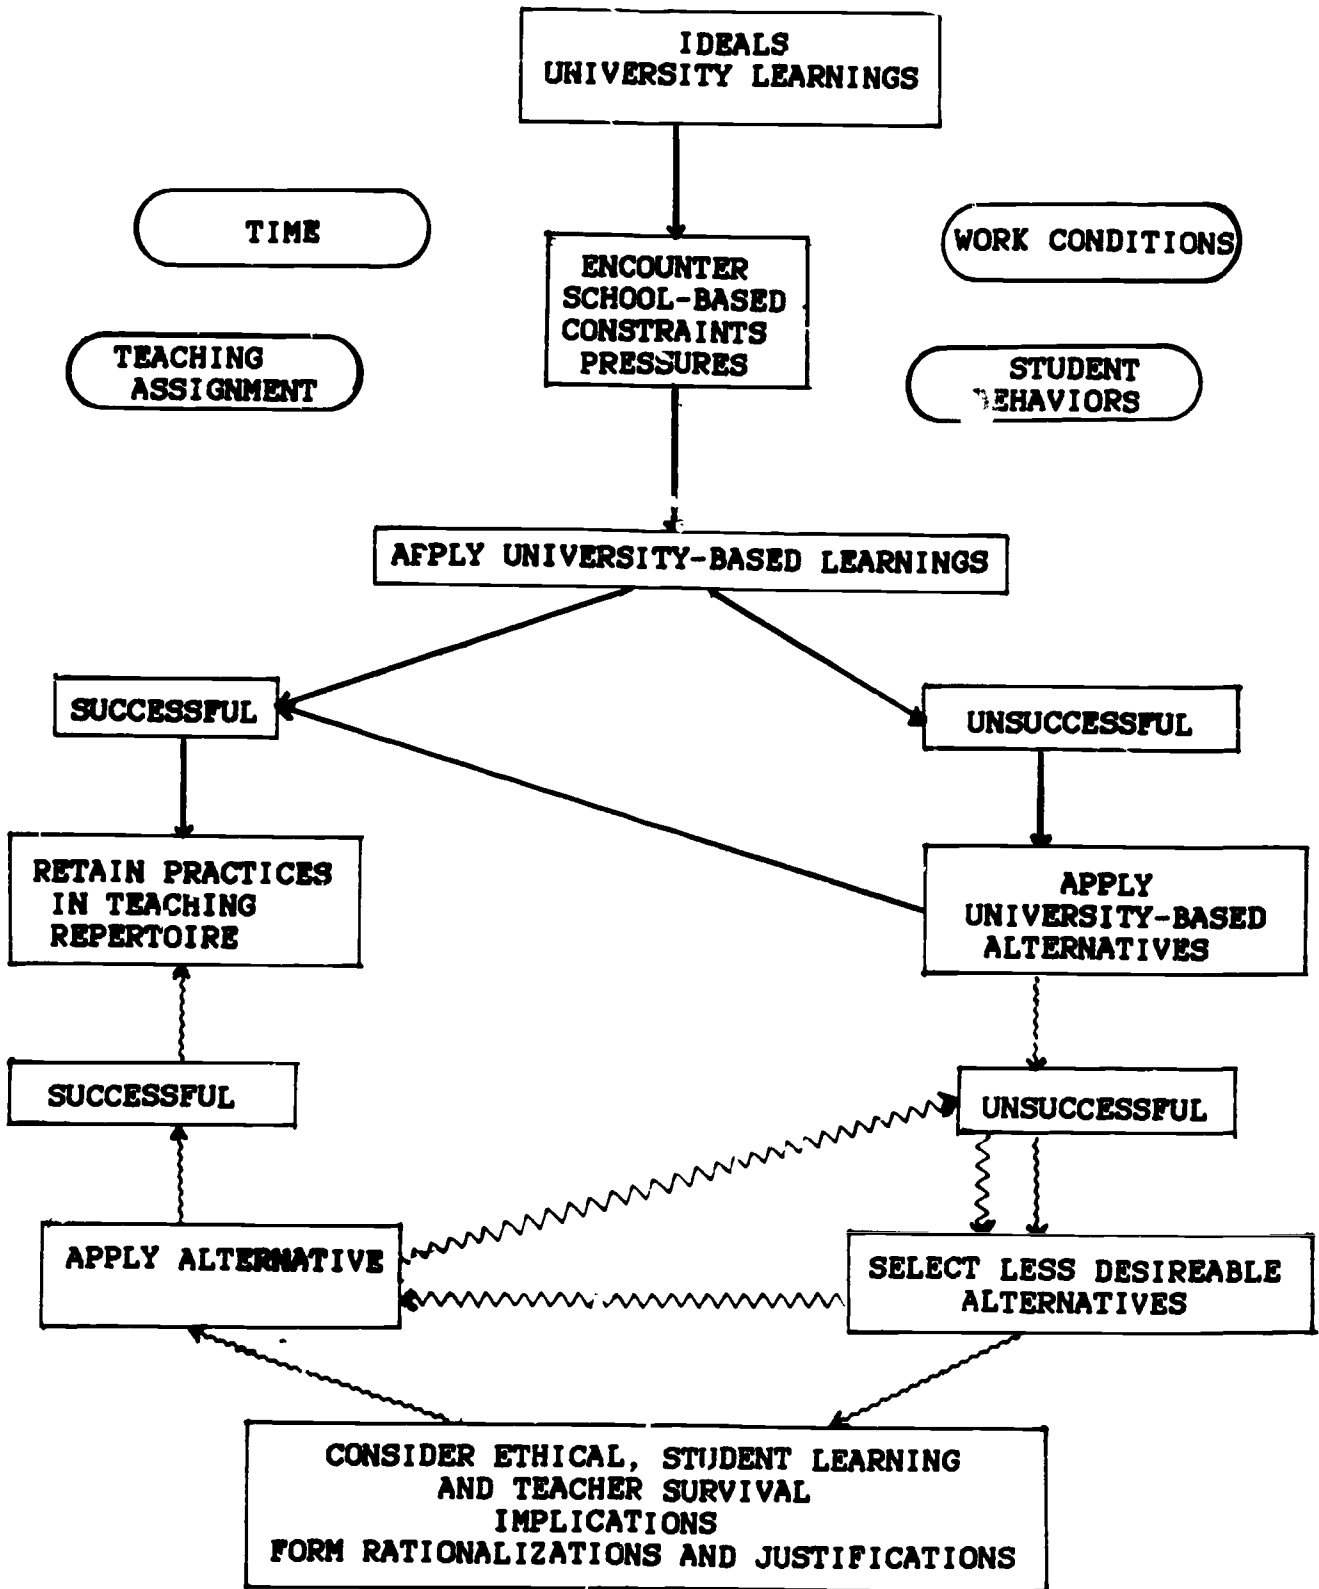 IDEALS
UNIVERSITY LEARNINGS
TIME
WORK CONDITIONS
ENCOUNTER
SCHOOL-BASED
CONSTRAINTS
PRESSURES
TEACHING
ASSIGNMENT
STUDENT
BEHAVIORS
APPLY UNIVERSITY-BASED LEARNINGS
SUCCESSFUL
UNSUCCESSFUL
RETAIN PRACTICES
IN TEACHING
REPERTOIRE
APPLY
UNIVERSITY-BASED
ALTERNATIVES
SUCCESSFUL
UNSUCCESSFUL
APPLY ALTERNATIVE
SELECT LESS DESIREABLE
ALTERNATIVES
CONSIDER ETHICAL, STUDENT LEARNING
AND TEACHER SURVIVAL
IMPLICATIONS
FORM RATIONALIZATIONS AND JUSTIFICATIONS